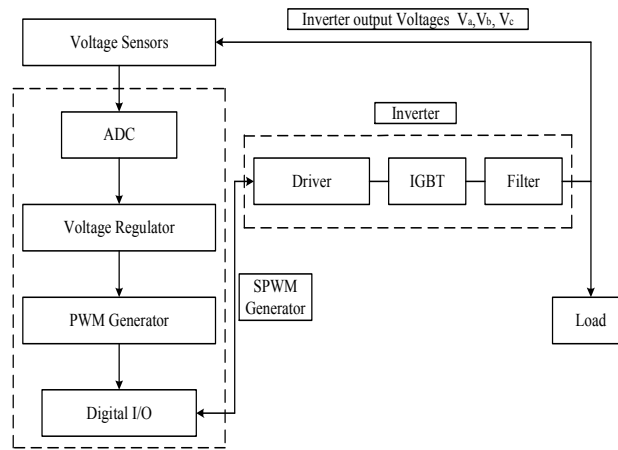 Inverter output Voltages Va,Vb, Vc
Voltage Sensors
ADC
Inverter
Driver
IGBT
Filter
Voltage Regulator
SPWM
Generator
PWM Generator
Load
Digital I/O